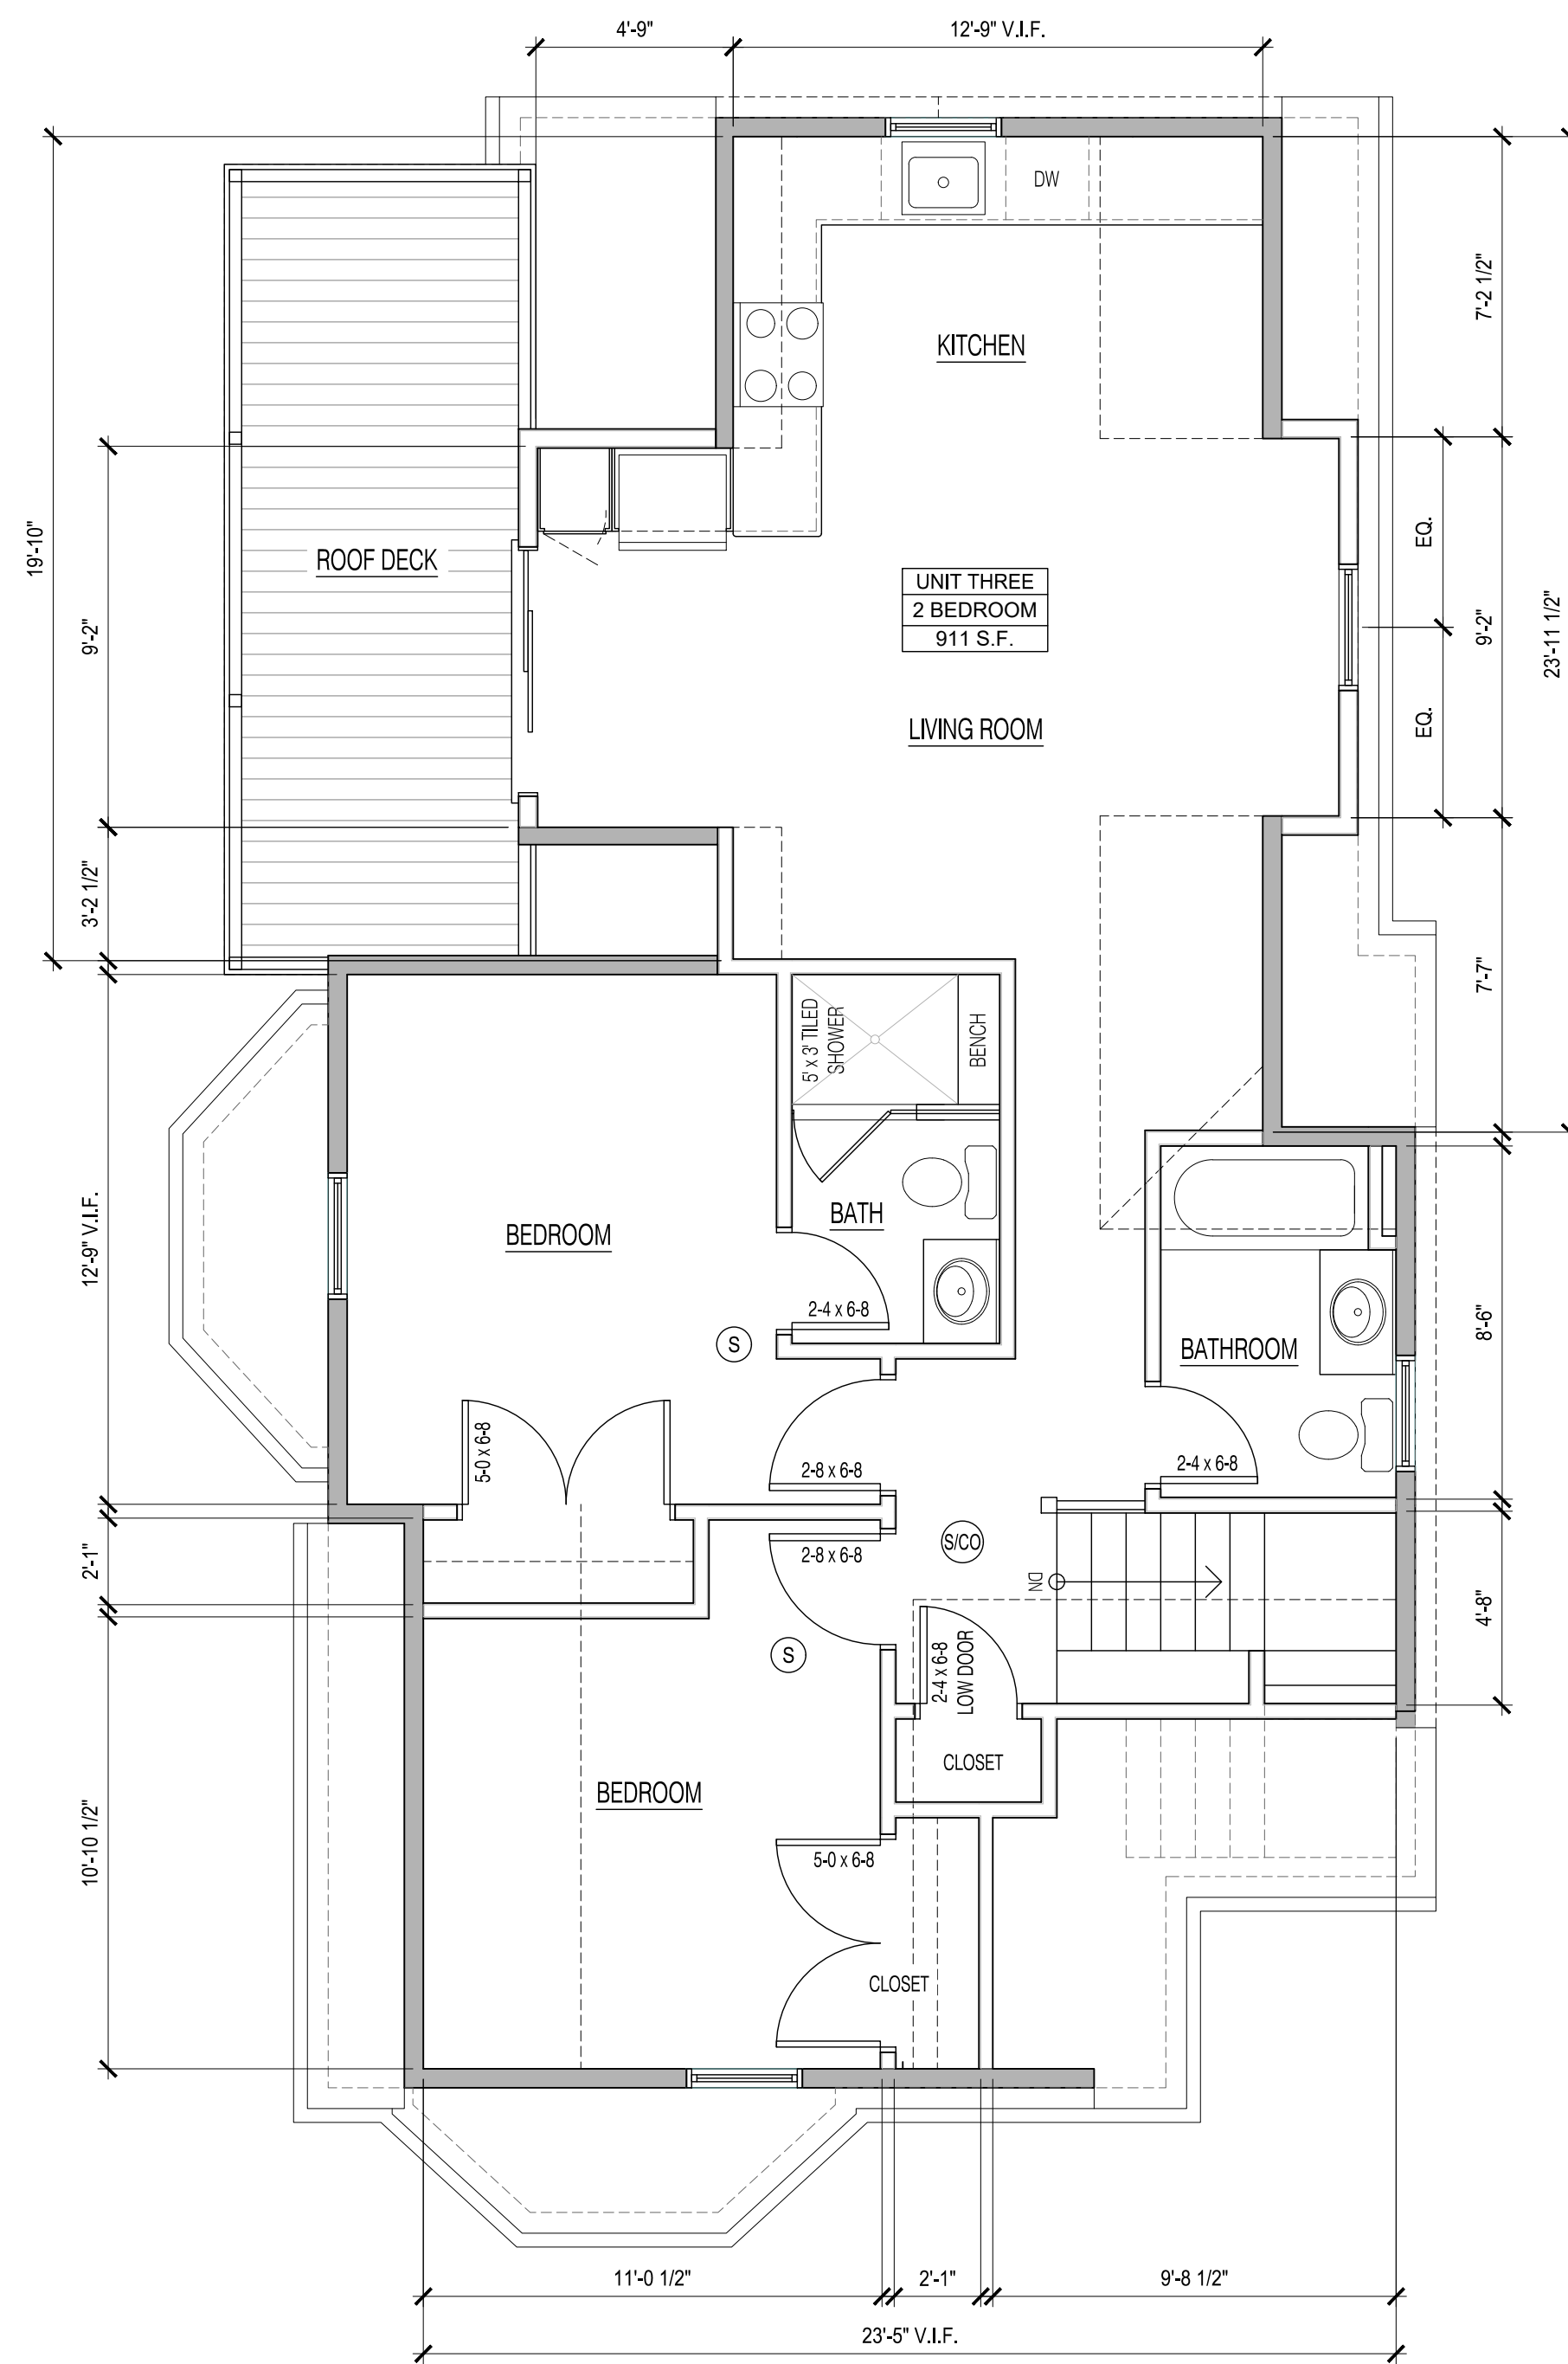 4'-9"
12'-9" V.I.F.
DW
7'-2 1/2"
KITCHEN
19'-10"
ROOF DECK
EQ.
9'-2"
UNIT THREE
2 BEDROOM
911 S.F.
9'-2"
23'-11 1/2"
LIVING ROOM
EQ.
3'-2 1/2"
7'-7"
5' x 3' TILED
SHOWER
BENCH
BATH
BEDROOM
12'-9" V.I.F.
2-4 x 6-8
S
BATHROOM
8'-6"
5-0 x 6-8
2-8 x 6-8
2-4 x 6-8
2'-1"
2-8 x 6-8
S/CO
DN
4'-8"
S
2-4 x 6-8
LOW DOOR
CLOSET
BEDROOM
10'-10 1/2"
5-0 x 6-8
CLOSET
11'-0 1/2"
2'-1"
9'-8 1/2"
23'-5" V.I.F.